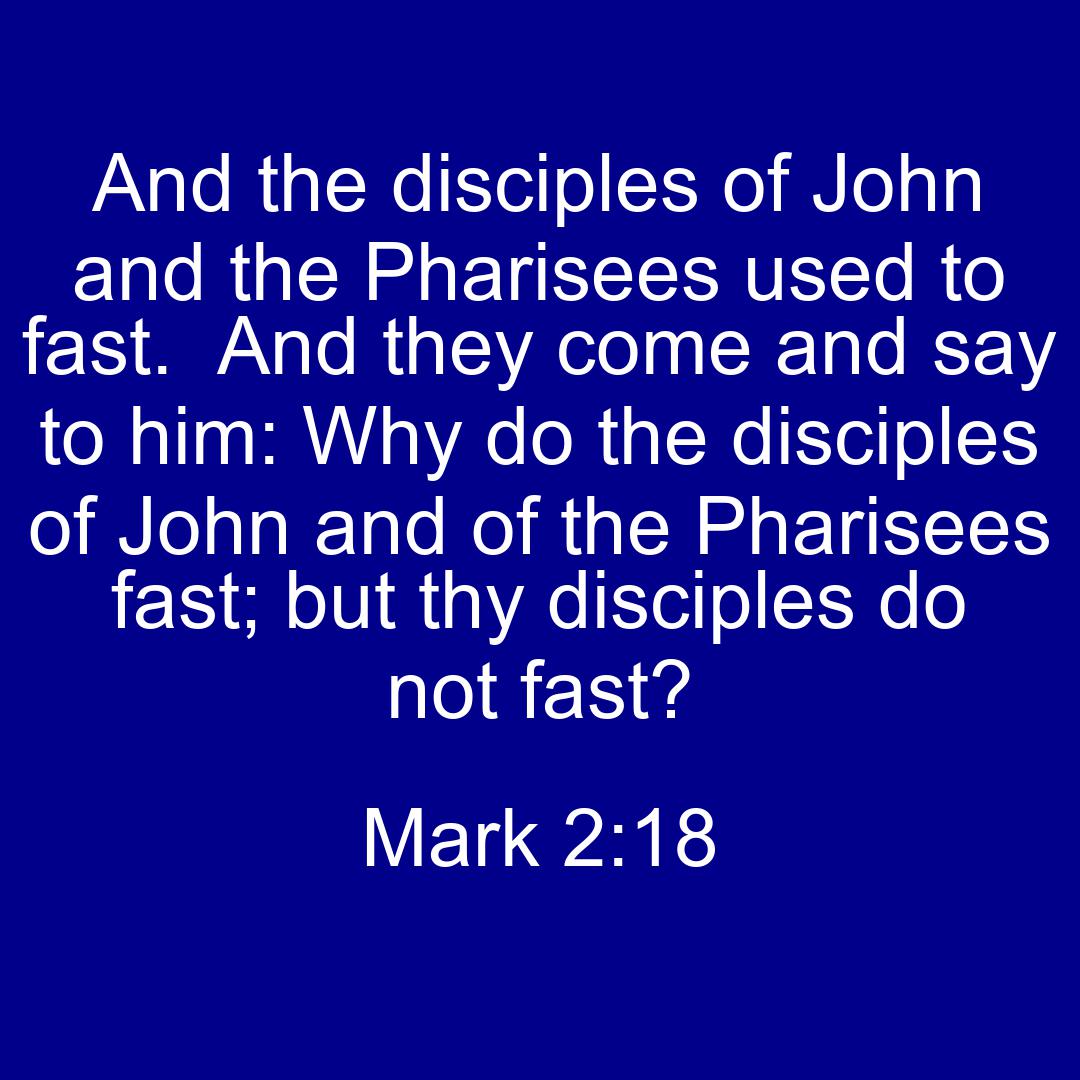 And the disciples of John
and the Pharisees used to
fast.  And they come and say
to him: Why do the disciples
of John and of the Pharisees
fast; but thy disciples do
not fast?
Mark 2:18